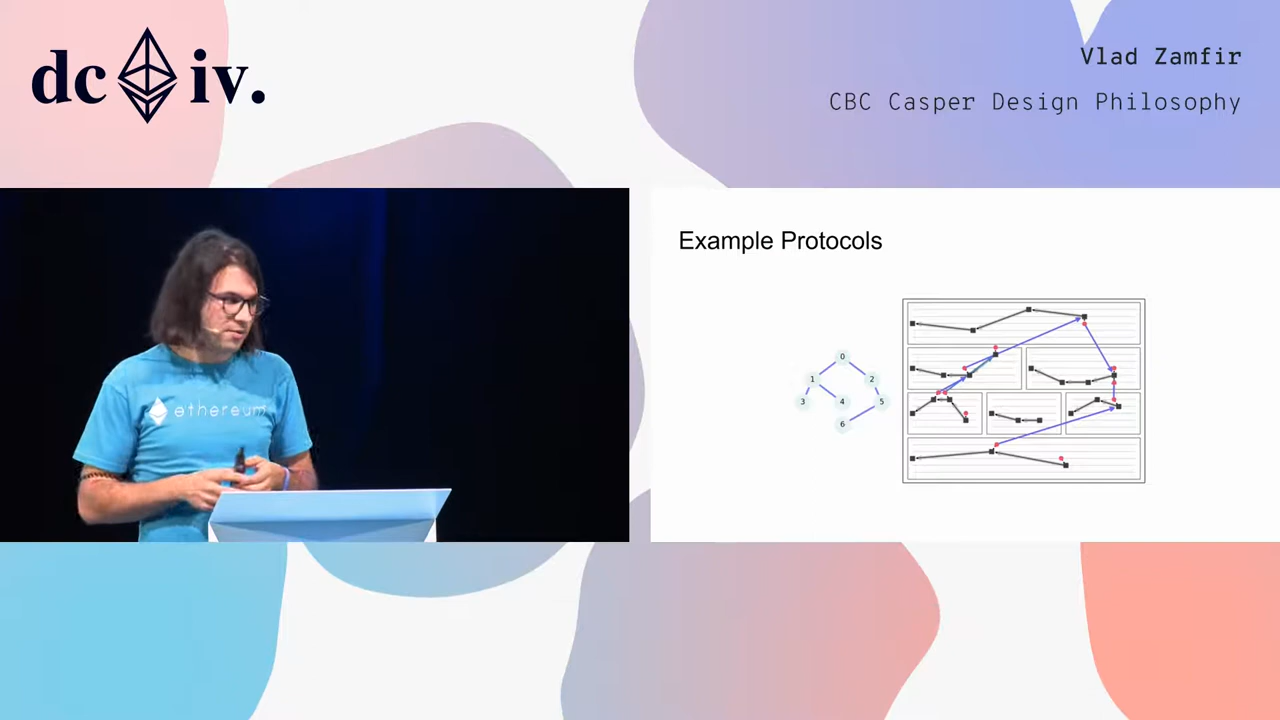 dc iv.
Vlad Zamfir
CBC Casper Design Philosophy
ethereum
Example Protocols
0
1
2
3
4
5
6